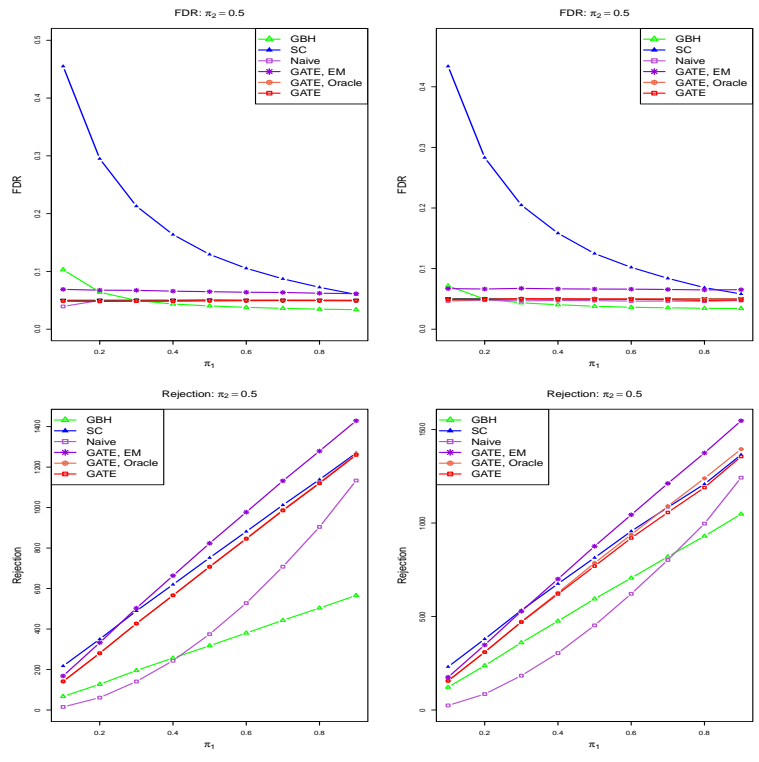 FDR: π₂ = 0.5
GBH
SC
Naive
GATE, EM
GATE, Oracle
GATE
FDR
0.0
0.1
0.2
0.3
0.4
0.5
0.2
0.4
0.6
0.8
π₁
FDR: π₂ = 0.5
GBH
SC
Naive
GATE, EM
GATE, Oracle
GATE
FDR
0.0
0.1
0.2
0.3
0.4
0.2
0.4
0.6
0.8
π₁
Rejection: π₂ = 0.5
GBH
SC
Naive
GATE, EM
GATE, Oracle
GATE
Rejection
0
200
400
600
800
1000
1200
1400
0.2
0.4
0.6
0.8
π₁
Rejection: π₂ = 0.5
GBH
SC
Naive
GATE, EM
GATE, Oracle
GATE
Rejection
0
500
1000
1500
0.2
0.4
0.6
0.8
π₁